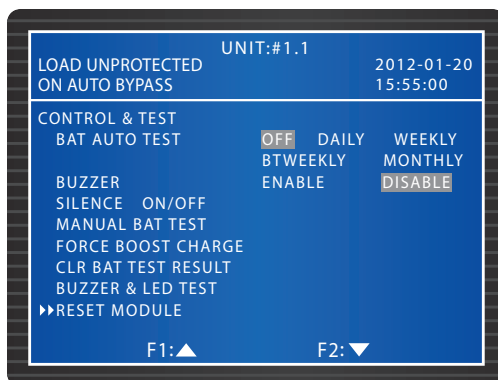 UNIT:#1.1
LOAD UNPROTECTED 2012-01-20
ON AUTO BYPASS 15:55:00
CONTROL & TEST
BAT AUTO TEST OFF DAILY WEEKLY
BTWEEKLY MONTHLY
BUZZER ENABLE DISABLE
SILENCE ON/OFF
MANUAL BAT TEST
FORCE BOOST CHARGE
CLR BAT TEST RESULT
BUZZER & LED TEST
RESET MODULE
F1:▲ F2:▼